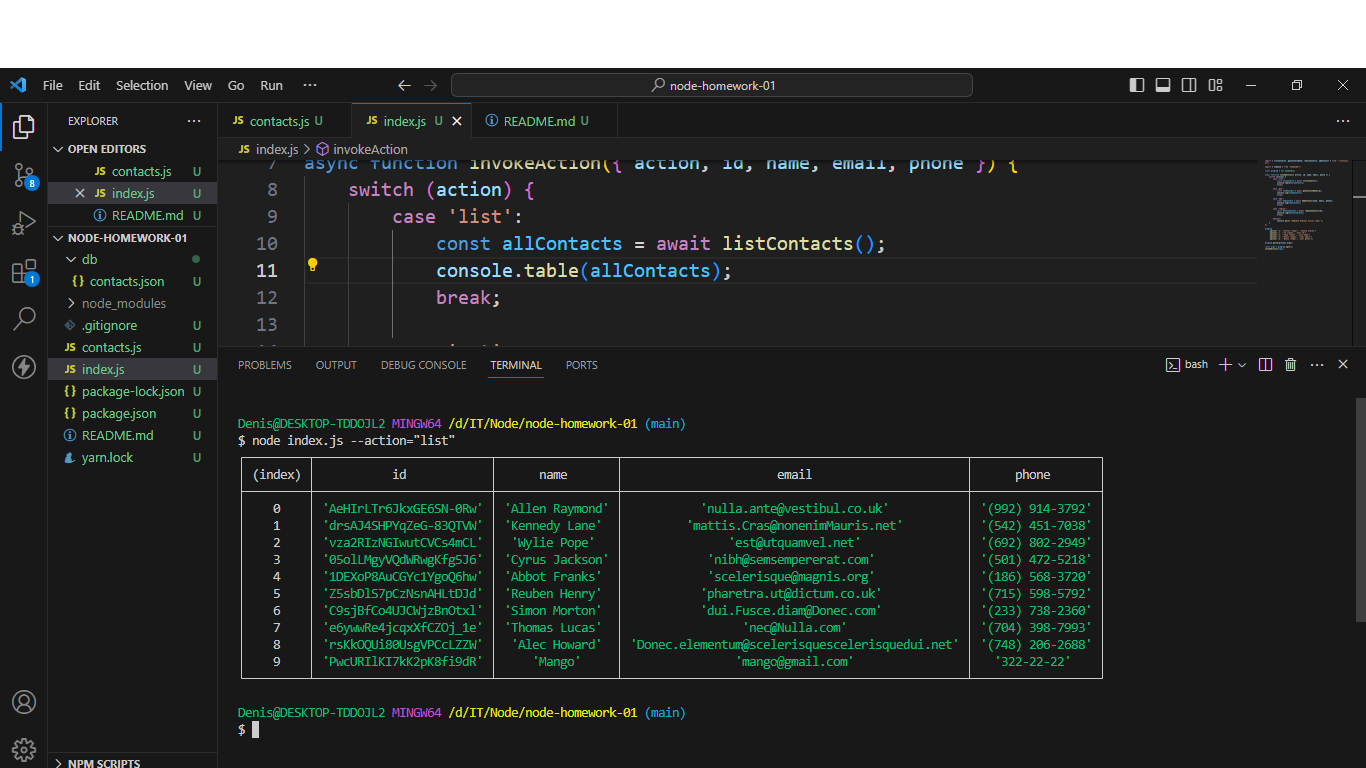 File Edit Selection View Go Run ··· node-homework-01
EXPLORER ···
OPEN EDITORS
JS contacts.js U
JS index.js U
README.md U
NODE-HOMEWORK-01
db
{} contacts.json U
node_modules
.gitignore U
JS contacts.js U
JS index.js U
{} package-lock.json U
{} package.json U
README.md U
yarn.lock U
NPM SCRIPTS
8
1
JS contacts.js U JS index.js U README.md U ···
JS index.js > invokeAction
7 async function invokeAction({ action, id, name, email, phone }) {
8 switch (action) {
9 case 'list':
10 const allContacts = await listContacts();
11 console.table(allContacts);
12 break;
13
PROBLEMS OUTPUT DEBUG CONSOLE TERMINAL PORTS bash ···
Denis@DESKTOP-TDDOJL2 MINGW64 /d/IT/Node/node-homework-01 (main)
$ node index.js --action="list"
(index) id name email phone
0 'AeHIrLTr6JkxGE6SN-0Rw' 'Allen Raymond' 'nulla.ante@vestibul.co.uk' '(992) 914-3792'
1 'drsAJ4SHPYqZeG-83QTVW' 'Kennedy Lane' 'mattis.Cras@nonenimMauris.net' '(542) 451-7038'
2 'vza2RIzNGIwutCVCs4mCL' 'Wylie Pope' 'est@utquamvel.net' '(692) 802-2949'
3 '05olLMgyVQdWRwgKfg5J6' 'Cyrus Jackson' 'nibh@semsempererat.com' '(501) 472-5218'
4 '1DEXoP8AuCGYc1YgoQ6hw' 'Abbot Franks' 'scelerisque@magnis.org' '(186) 568-3720'
5 'Z5sbDlS7pCzNsnAHLtDJd' 'Reuben Henry' 'pharetra.ut@dictum.co.uk' '(715) 598-5792'
6 'C9sjBfCo4UJCWjzBnOtxl' 'Simon Morton' 'dui.Fusce.diam@Donec.com' '(233) 738-2360'
7 'e6ywwRe4jcqxXfCZOj_1e' 'Thomas Lucas' 'nec@Nulla.com' '(704) 398-7993'
8 'rsKkOQUi80UsgVPCcLZZW' 'Alec Howard' 'Donec.elementum@scelerisquescelerisquedui.net' '(748) 206-2688'
9 'PwcURIlKI7kK2pK8fi9dR' 'Mango' 'mango@gmail.com' '322-22-22'
Denis@DESKTOP-TDDOJL2 MINGW64 /d/IT/Node/node-homework-01 (main)
$